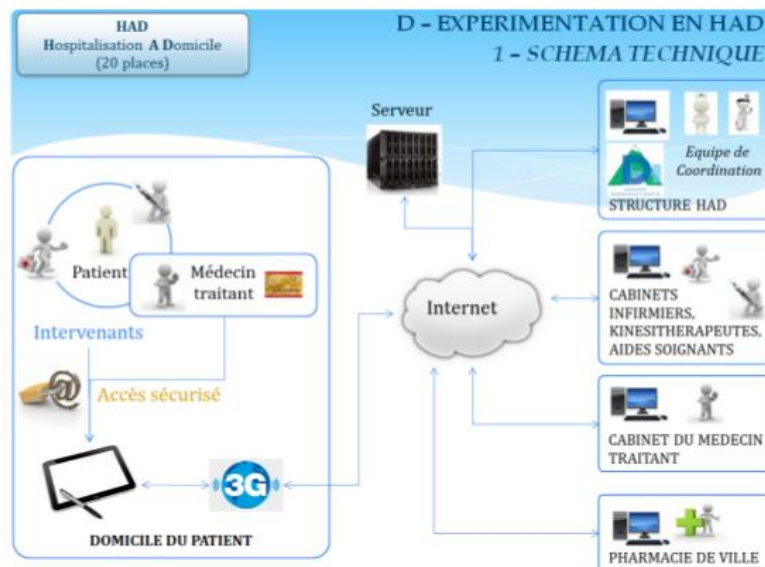 HAD
Hospitalisation A Domicile
(20 places)
D – EXPERIMENTATION EN HAD
1 – SCHEMA TECHNIQUE
Serveur
Equipe de
Coordination
STRUCTURE HAD
Patient
Médecin
traitant
Intervenants
Accès sécurisé
3G
DOMICILE DU PATIENT
Internet
CABINETS
INFIRMIERS,
KINESITHERAPEUTES,
AIDES SOIGNANTS
CABINET DU MEDECIN
TRAITANT
PHARMACIE DE VILLE